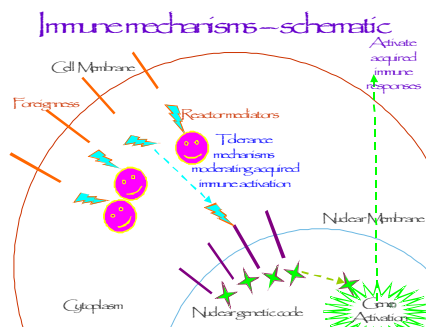 Immune mechanisms -- schematic
Activate
acquired
immune
responses
Cell Membrane
Foreignness
Reactor mediators
Tolerance
mechanisms
moderating acquired
immune activation
Nuclear Membrane
Cytoplasm
Nuclear genetic code
Gene
Activation